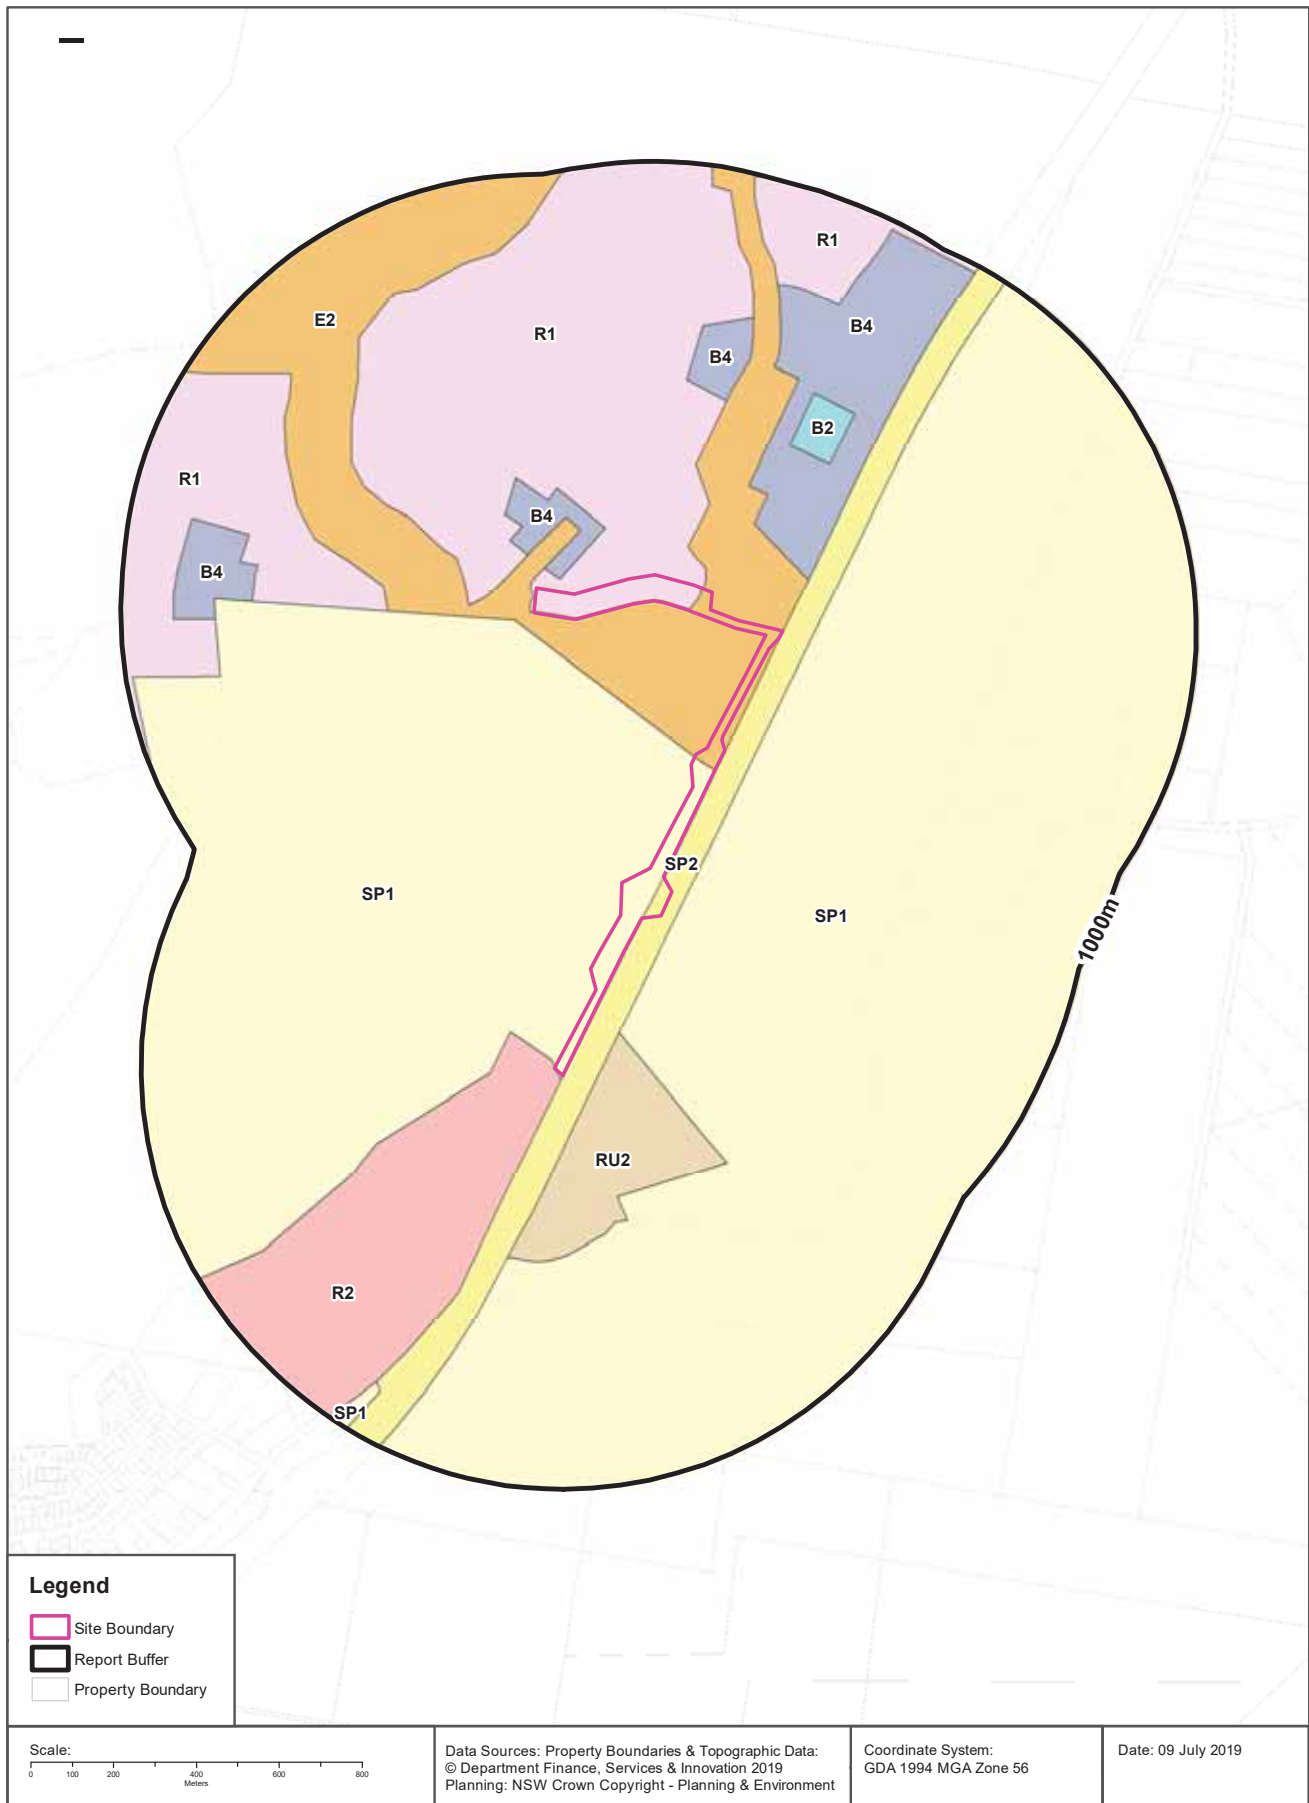 R1
E2
B4
R1
B4
B2
R1
B4
B4
SP2
SP1
SP1
1000m
RU2
R2
SP1
Legend
Site Boundary
Report Buffer
Property Boundary
Scale:
0 100 200 400 600 800
Meters
Data Sources: Property Boundaries & Topographic Data:
© Department Finance, Services & Innovation 2019
Planning: NSW Crown Copyright - Planning & Environment
Coordinate System:
GDA 1994 MGA Zone 56
Date: 09 July 2019